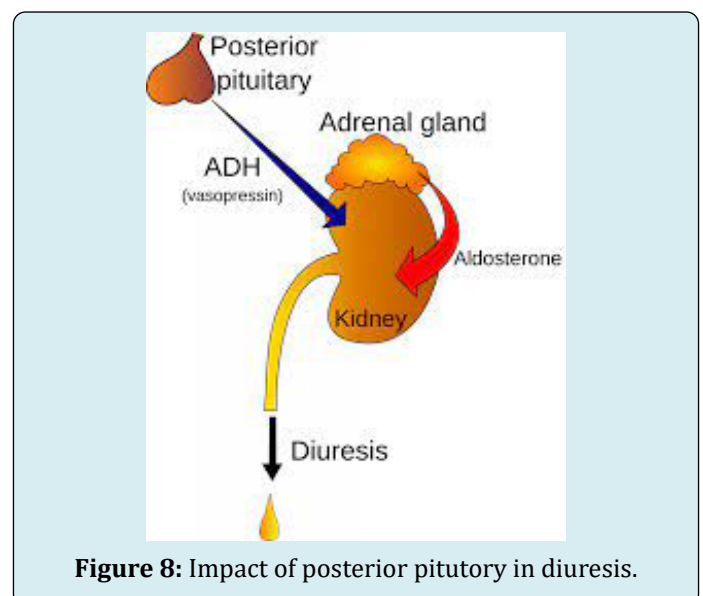 Posterior
pituitary
Adrenal gland
ADH
(vasopressin)
Aldosterone
Kidney
Diuresis
Figure 8: Impact of posterior pitutory in diuresis.